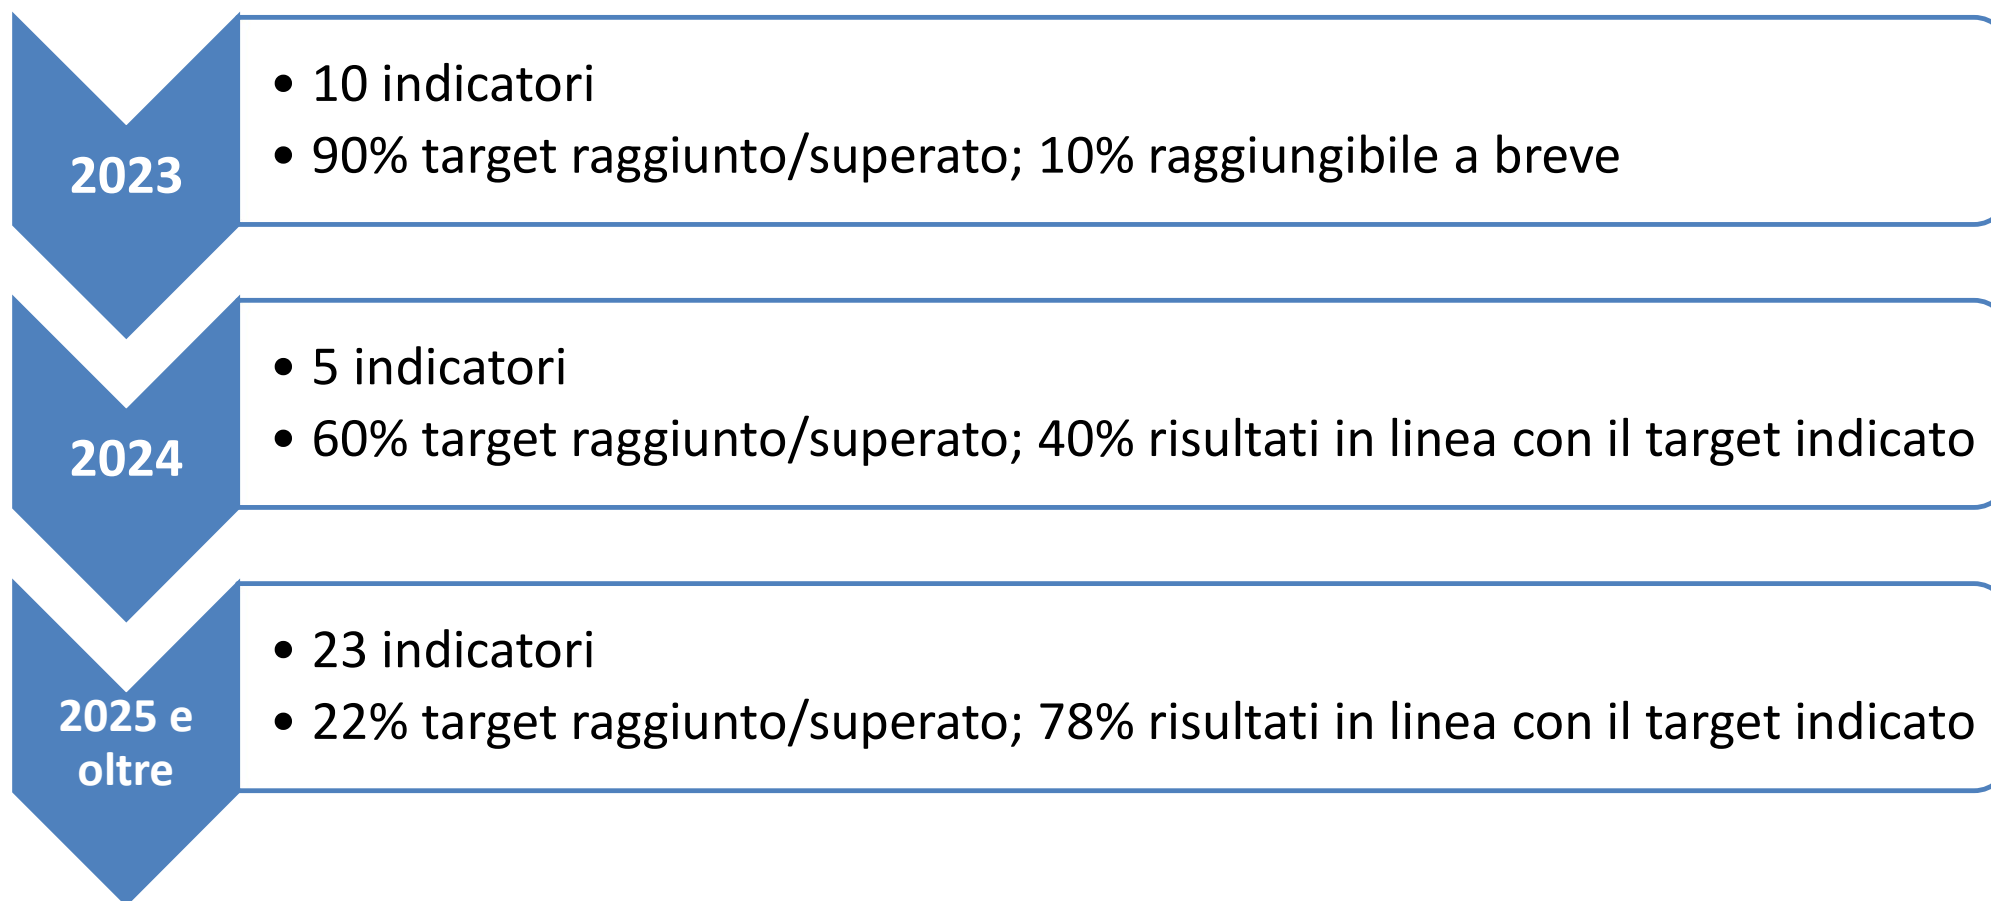 2023
• 10 indicatori
• 90% target raggiunto/superato; 10% raggiungibile a breve
2024
• 5 indicatori
• 60% target raggiunto/superato; 40% risultati in linea con il target indicato
2025 e
oltre
• 23 indicatori
• 22% target raggiunto/superato; 78% risultati in linea con il target indicato